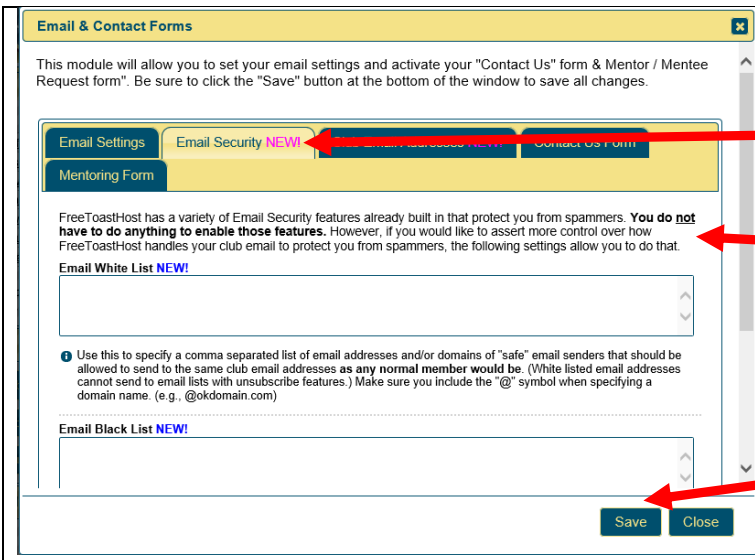 Email & Contact Forms
This module will allow you to set your email settings and activate your "Contact Us" form & Mentor / Mentee
Request form". Be sure to click the "Save" button at the bottom of the window to save all changes.
Email Settings
Email Security NEW!
Club Email Addresses NEW!
Contact Us Form
Mentoring Form
FreeToastHost has a variety of Email Security features already built in that protect you from spammers. You do not
have to do anything to enable those features. However, if you would like to assert more control over how
FreeToastHost handles your club email to protect you from spammers, the following settings allow you to do that.
Email White List NEW!
Use this to specify a comma separated list of email addresses and/or domains of "safe" email senders that should be
allowed to send to the same club email addresses as any normal member would be. (White listed email addresses
cannot send to email lists with unsubscribe features.) Make sure you include the "@" symbol when specifying a
domain name. (e.g., @okdomain.com)
Email Black List NEW!
Save
Close